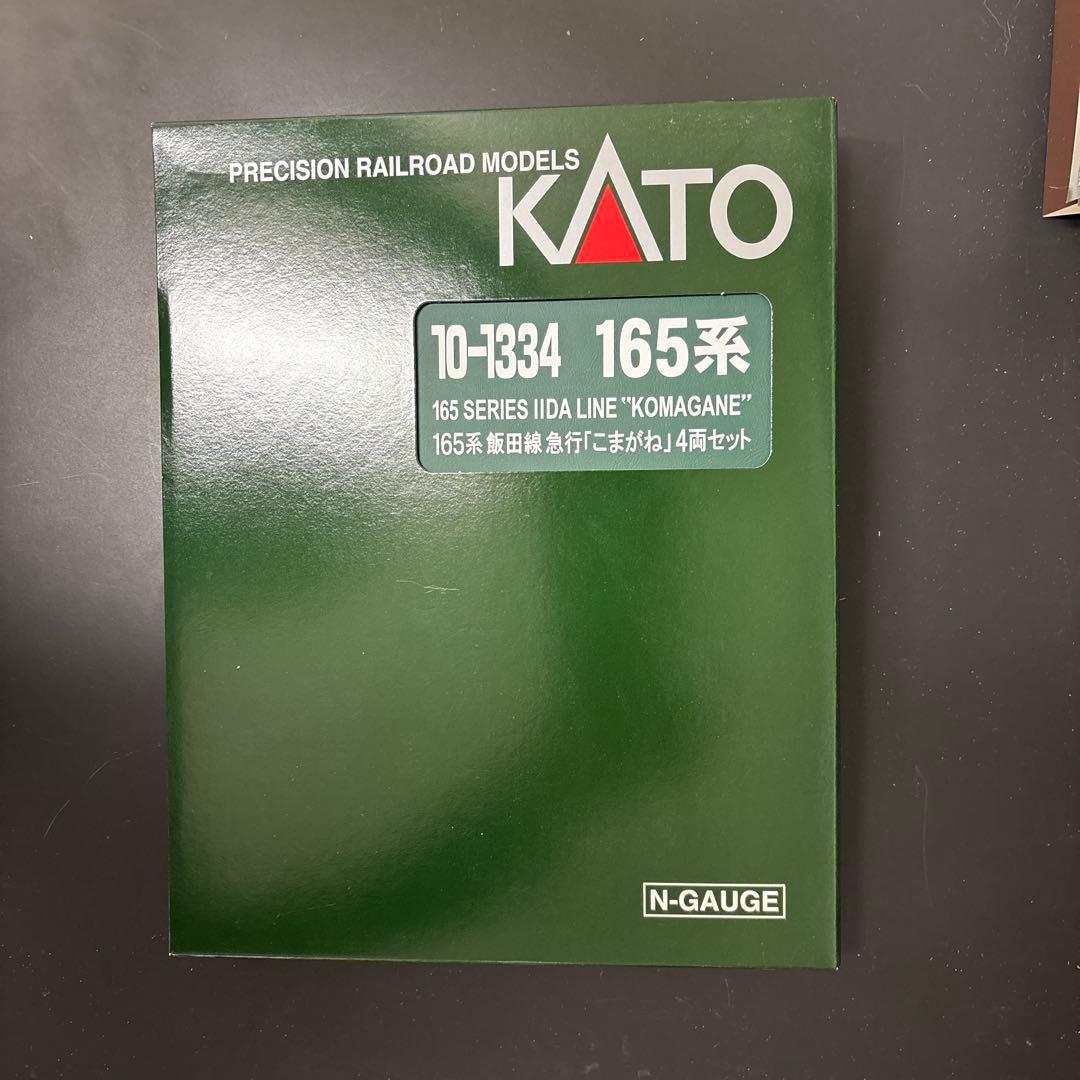 PRECISION RAILROAD MODELS
KATO
10-1334 165系
165 SERIES IIDA LINE “KOMAGANE”
165系 飯田線 急行「こまがね」4両セット
N-GAUGE